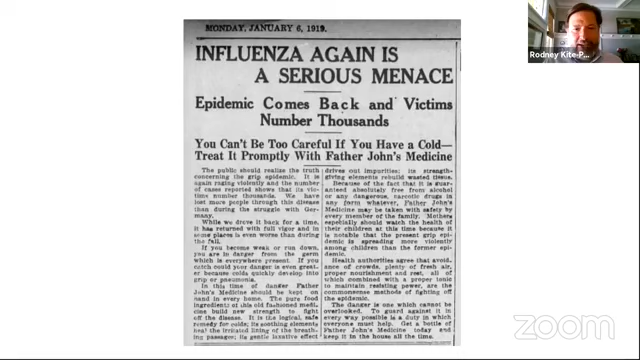 MONDAY, JANUARY 6, 1919.
INFLUENZA AGAIN IS
A SERIOUS MENACE
Epidemic Comes Back and Victims
Number Thousands
You Can't Be Too Careful If You Have a Cold—
Treat It Promptly With Father John's Medicine
The public should realize the truth
concerning the grip epidemic. It is
again raging violently and the number
of cases reported shows that its vic-
tims number thousands. We have
lost more people through this disease
than during the struggle with Ger-
many.
While we drove it back for a time,
it has returned with full vigor and in
some places is even worse than during
the fall.
If you become weak or run down,
you are in danger from the germ
which is everywhere present. If you
catch cold your danger is even great-
er because colds quickly develop into
grip or pneumonia.
In this time of danger Father
John's Medicine should be kept on
hand in every home. The pure food
ingredients of this old fashioned medi-
cine build new strength to fight
off the disease. It is the logical, safe
remedy for colds; its soothing elements
heal the irritated lining of the breath-
ing passages; its gentle laxative effect
drives out impurities; its strength-
giving elements rebuild wasted tissue.
Because of the fact that it is guar-
anteed absolutely free from alcohol
or any dangerous, narcotic drugs in
any form whatever, Father John's
Medicine may be taken with safety by
every member of the family. Mothers
especially should watch the health of
their children at this time because it
is notable that the present grip epi-
demic is spreading more violently
among children than the former epi-
demic.
Health authorities agree that avoid-
ance of crowds, plenty of fresh air,
proper nourishment and rest, all of
which combined with a proper tonic
to maintain resisting power, are the
commonsense methods of fighting off
the epidemic.
The danger is one which cannot be
overlooked. To guard against it in
every way possible is a duty in which
everyone must help. Get a bottle of
Father John's Medicine today and
keep it in the house all the time.
Rodney Kite-P...
zoom